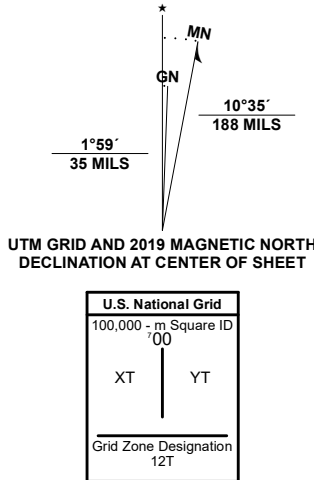 ★
MN
GN
1°59´
35 MILS
10°35´
188 MILS
UTM GRID AND 2019 MAGNETIC NORTH
DECLINATION AT CENTER OF SHEET
U.S. National Grid
100,000 - m Square ID
⁷00
XT YT
Grid Zone Designation
12T